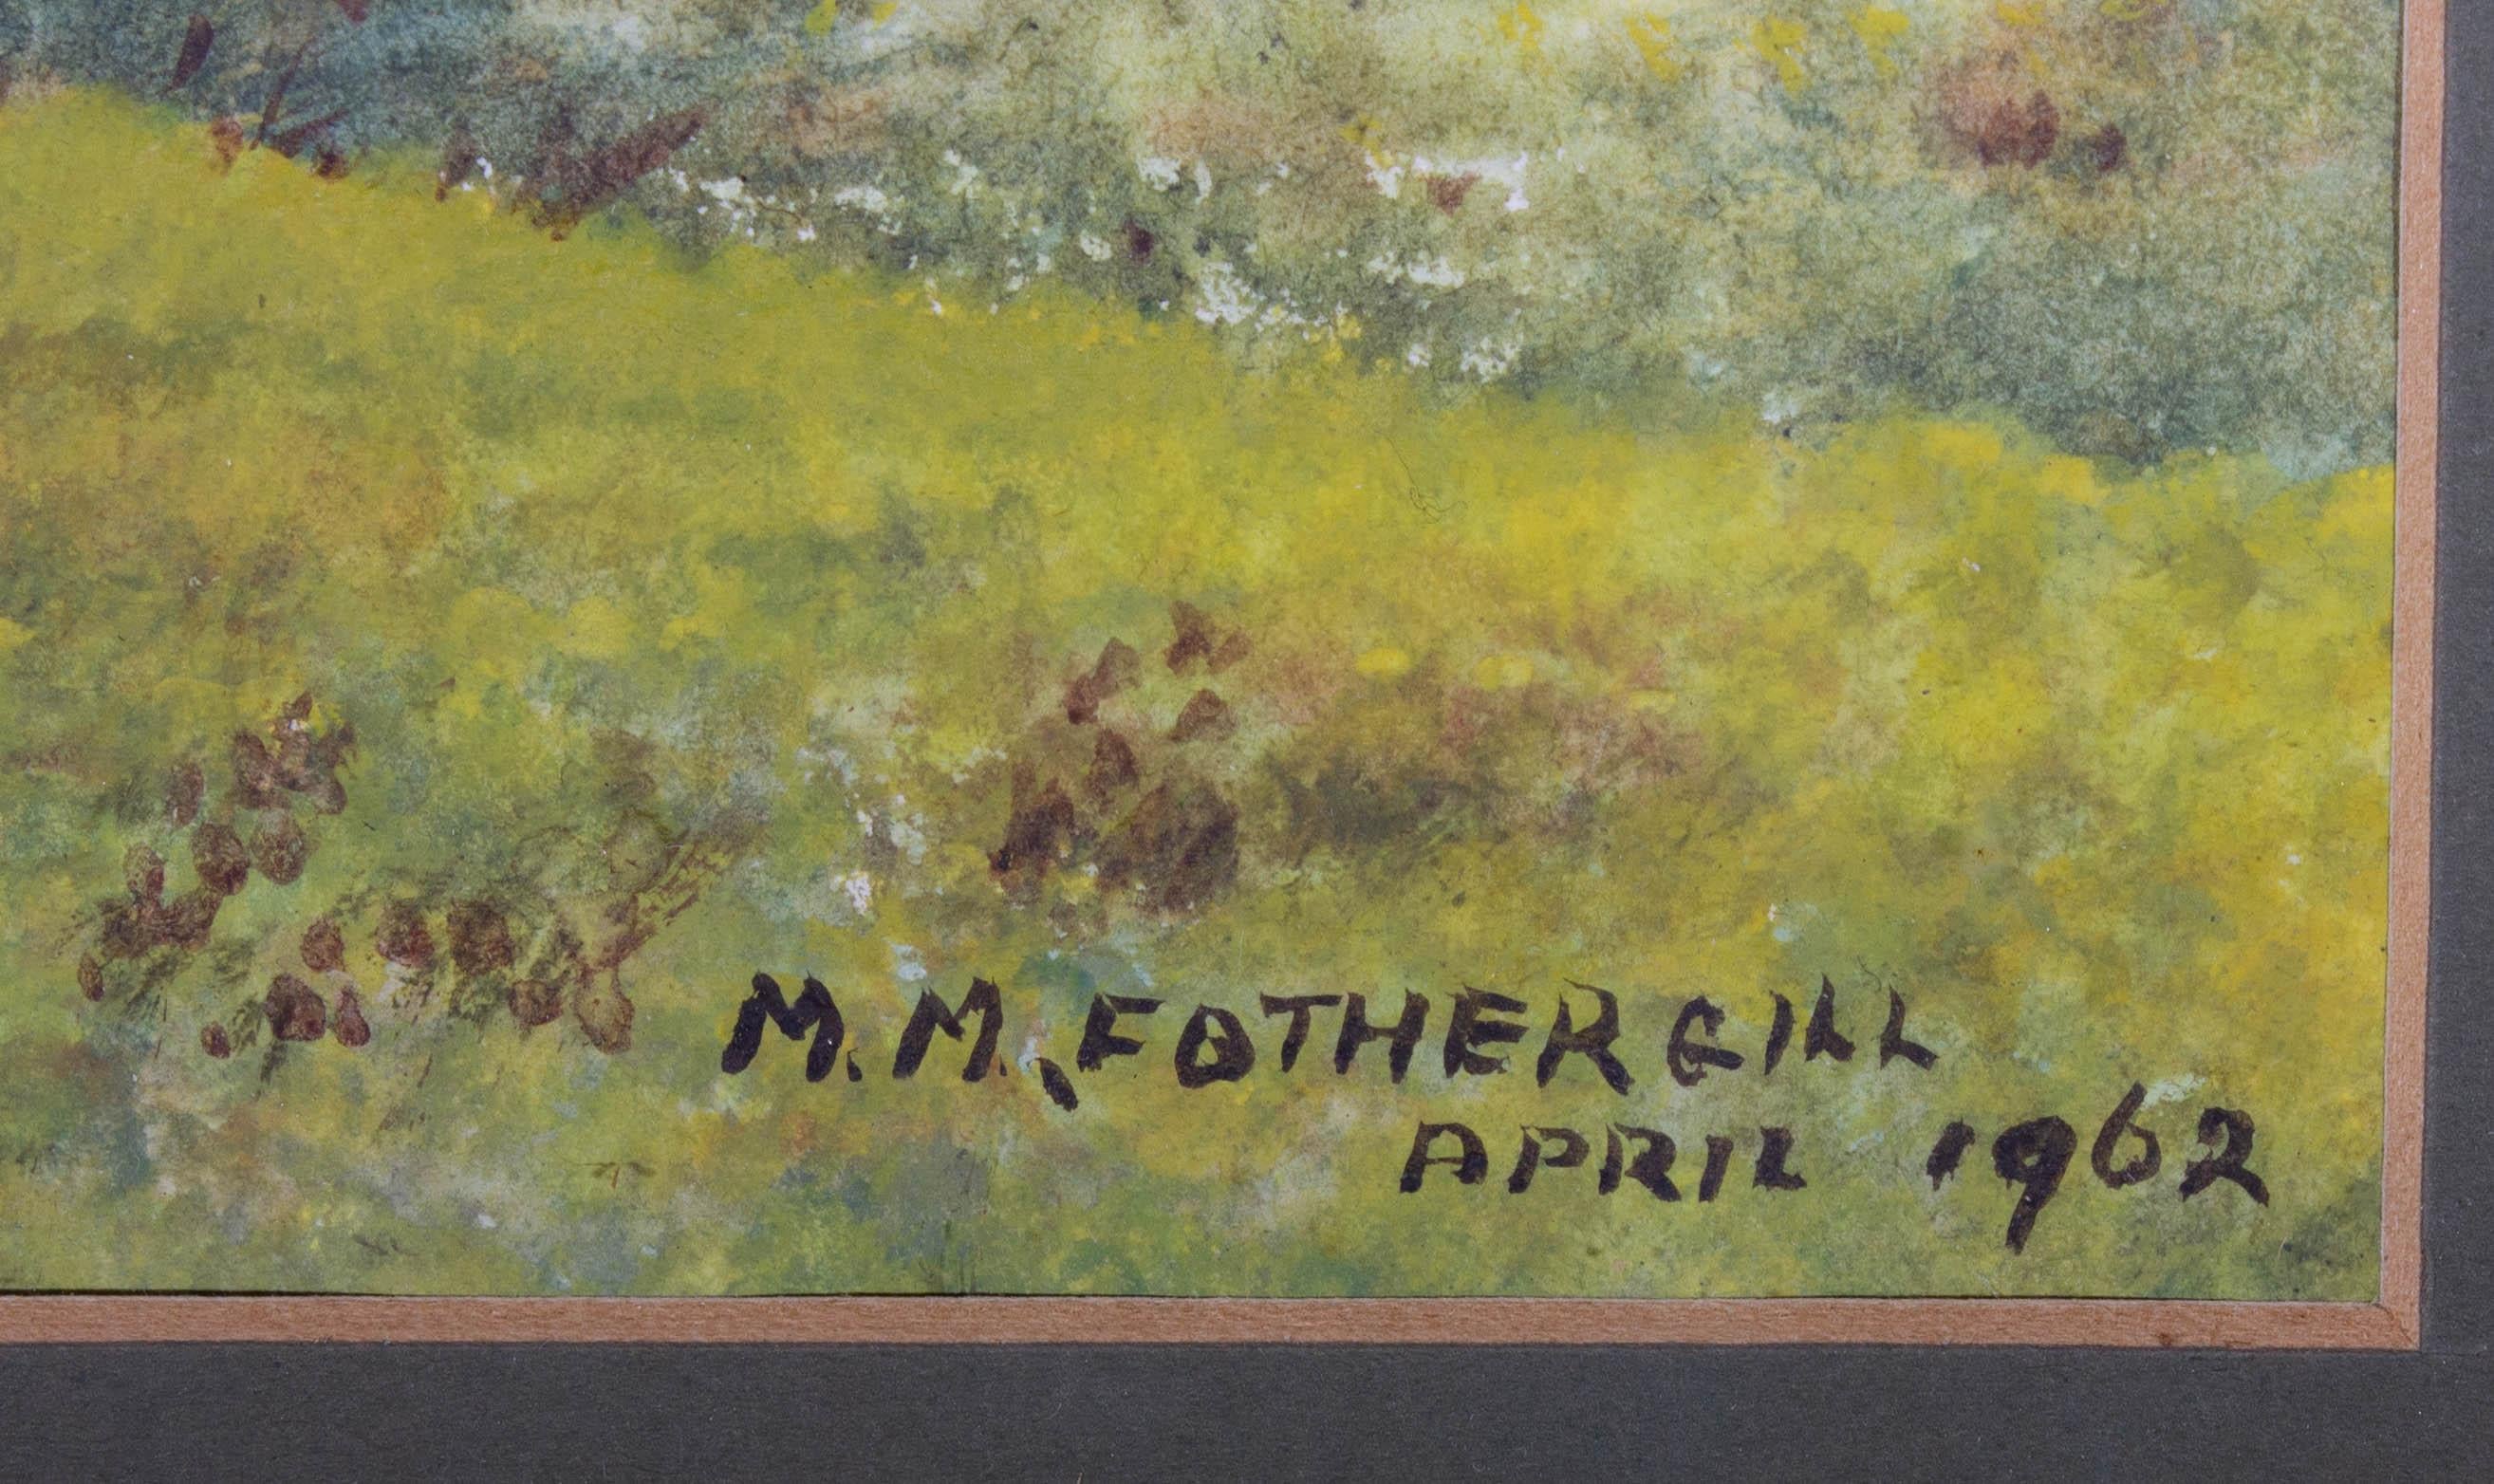 M. M. FOTHERGILL
APRIL 1962